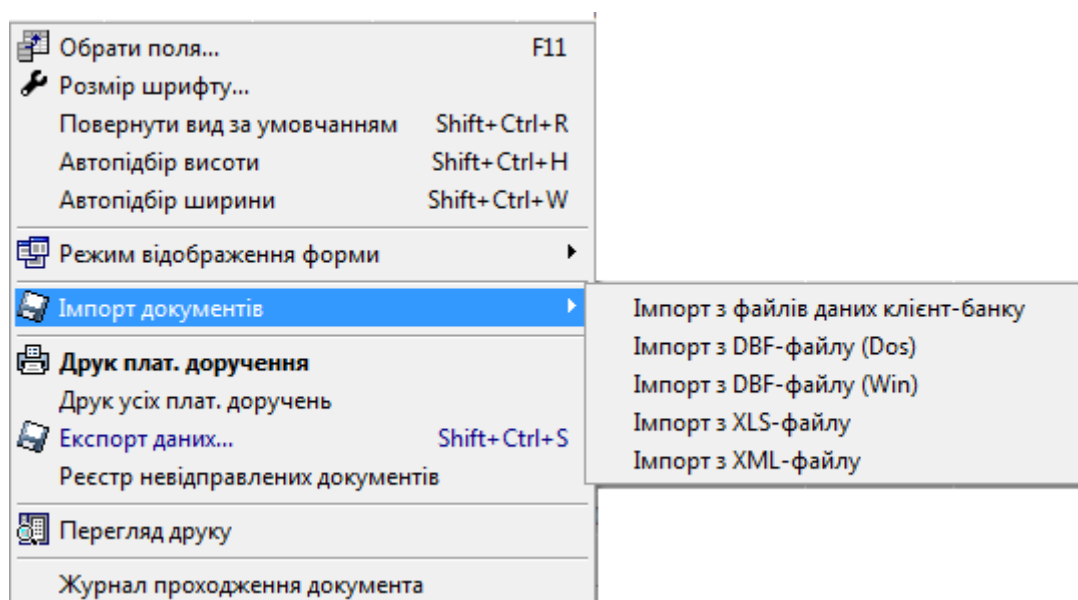 Обрати поля... F11
Розмір шрифту...
Повернути вид за умовчанням Shift+Ctrl+R
Автопідбір висоти Shift+Ctrl+H
Автопідбір ширини Shift+Ctrl+W
Режим відображення форми
Імпорт документів
Імпорт з файлів даних клієнт-банку
Імпорт з DBF-файлу (Dos)
Імпорт з DBF-файлу (Win)
Імпорт з XLS-файлу
Імпорт з XML-файлу
Друк плат. доручення
Друк усіх плат. доручень
Експорт даних... Shift+Ctrl+S
Реєстр невідправлених документів
Перегляд друку
Журнал проходження документа